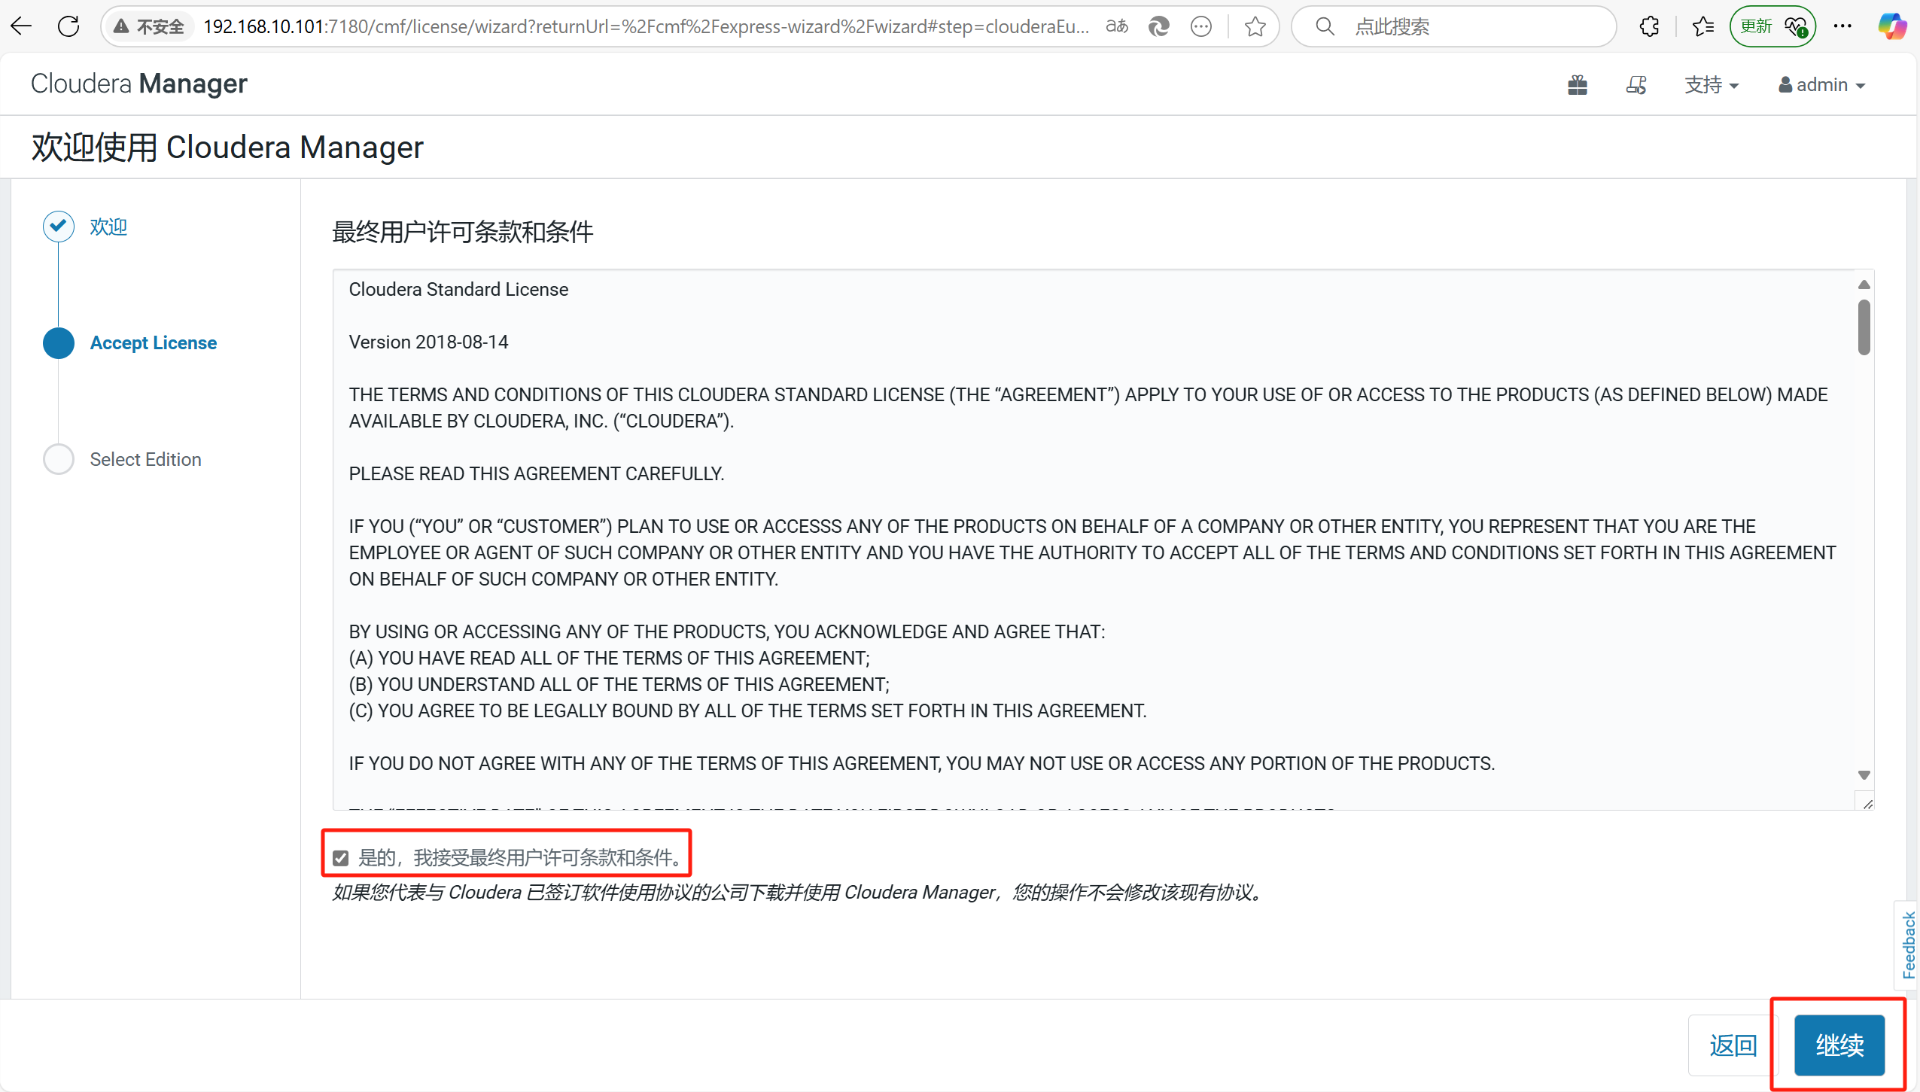 不安全
192.168.10.101:7180/cmf/license/wizard?returnUrl=%2Fcmf%2Fexpress-wizard%2Fwizard#step=clouderaEu...
aあ
点此搜索
更新
Cloudera Manager
支持
admin
欢迎使用 Cloudera Manager
欢迎
Accept License
Select Edition
最终用户许可条款和条件
Cloudera Standard License
Version 2018-08-14
THE TERMS AND CONDITIONS OF THIS CLOUDERA STANDARD LICENSE (THE “AGREEMENT”) APPLY TO YOUR USE OF OR ACCESS TO THE PRODUCTS (AS DEFINED BELOW) MADE
AVAILABLE BY CLOUDERA, INC. (“CLOUDERA”).
PLEASE READ THIS AGREEMENT CAREFULLY.
IF YOU (“YOU” OR “CUSTOMER”) PLAN TO USE OR ACCESSS ANY OF THE PRODUCTS ON BEHALF OF A COMPANY OR OTHER ENTITY, YOU REPRESENT THAT YOU ARE THE
EMPLOYEE OR AGENT OF SUCH COMPANY OR OTHER ENTITY AND YOU HAVE THE AUTHORITY TO ACCEPT ALL OF THE TERMS AND CONDITIONS SET FORTH IN THIS AGREEMENT
ON BEHALF OF SUCH COMPANY OR OTHER ENTITY.
BY USING OR ACCESSING ANY OF THE PRODUCTS, YOU ACKNOWLEDGE AND AGREE THAT:
(A) YOU HAVE READ ALL OF THE TERMS OF THIS AGREEMENT;
(B) YOU UNDERSTAND ALL OF THE TERMS OF THIS AGREEMENT;
(C) YOU AGREE TO BE LEGALLY BOUND BY ALL OF THE TERMS SET FORTH IN THIS AGREEMENT.
IF YOU DO NOT AGREE WITH ANY OF THE TERMS OF THIS AGREEMENT, YOU MAY NOT USE OR ACCESS ANY PORTION OF THE PRODUCTS.
是的，我接受最终用户许可条款和条件。
如果您代表与 Cloudera 已签订软件使用协议的公司下载并使用 Cloudera Manager，您的操作不会修改该现有协议。
Feedback
返回
继续